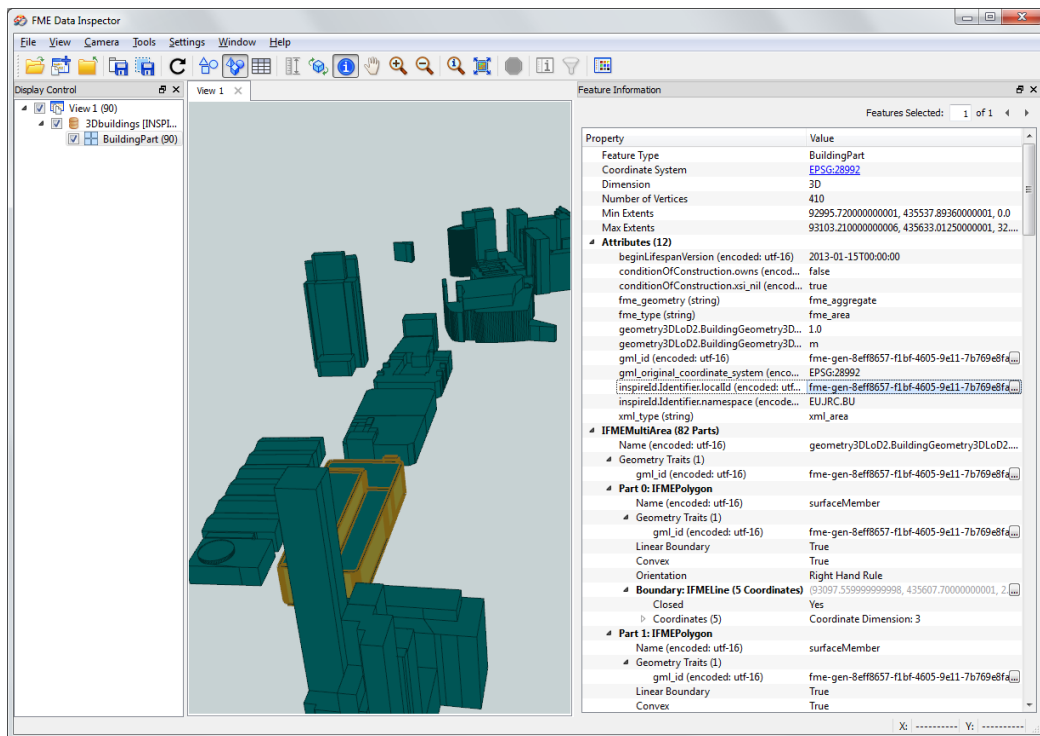 FME Data Inspector
File View Camera Tools Settings Window Help
Display Control
View 1 (90)
3Dbuildings [INSPI...
BuildingPart (90)
View 1
Feature Information
Features Selected: 1 of 1
Property Value
Feature Type BuildingPart
Coordinate System EPSG:28992
Dimension 3D
Number of Vertices 410
Min Extents 92995.720000000001, 435537.89360000001, 0.0
Max Extents 93103.210000000006, 435633.01250000001, 32....
Attributes (12)
beginLifespanVersion (encoded: utf-16) 2013-01-15T00:00:00
conditionOfConstruction.owns (encod... false
conditionOfConstruction.xsi_nil (encod... true
fme_geometry (string) fme_aggregate
fme_type (string) fme_area
geometry3DLoD2.BuildingGeometry3D... 1.0
geometry3DLoD2.BuildingGeometry3D... m
gml_id (encoded: utf-16) fme-gen-8eff8657-f1bf-4605-9e11-7b769e8fa...
gml_original_coordinate_system (enco... EPSG:28992
inspireId.Identifier.localId (encoded: utf... fme-gen-8eff8657-f1bf-4605-9e11-7b769e8fa...
inspireId.Identifier.namespace (encode... EU.JRC.BU
xml_type (string) xml_area
IFMEMultiArea (82 Parts)
Name (encoded: utf-16) geometry3DLoD2.BuildingGeometry3DLoD2....
Geometry Traits (1)
gml_id (encoded: utf-16) fme-gen-8eff8657-f1bf-4605-9e11-7b769e8fa...
Part 0: IFMEPolygon
Name (encoded: utf-16) surfaceMember
Geometry Traits (1)
gml_id (encoded: utf-16) fme-gen-8eff8657-f1bf-4605-9e11-7b769e8fa...
Linear Boundary True
Convex True
Orientation Right Hand Rule
Boundary: IFMELine (5 Coordinates) (93097.559999999998, 435607.70000000001, 2...
Closed Yes
Coordinates (5) Coordinate Dimension: 3
Part 1: IFMEPolygon
Name (encoded: utf-16) surfaceMember
Geometry Traits (1)
gml_id (encoded: utf-16) fme-gen-8eff8657-f1bf-4605-9e11-7b769e8fa...
Linear Boundary True
Convex True
X: ---------- Y: ----------